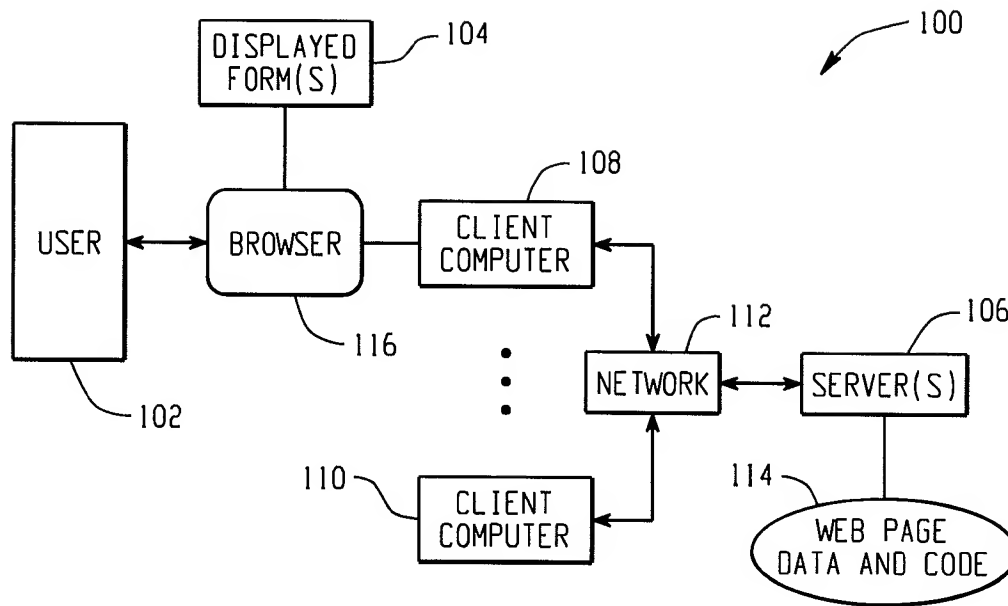 100
DISPLAYED
FORM(S)
104
108
USER
BROWSER
CLIENT
COMPUTER
116
112
106
102
NETWORK
SERVER(S)
110
CLIENT
COMPUTER
114
WEB PAGE
DATA AND CODE